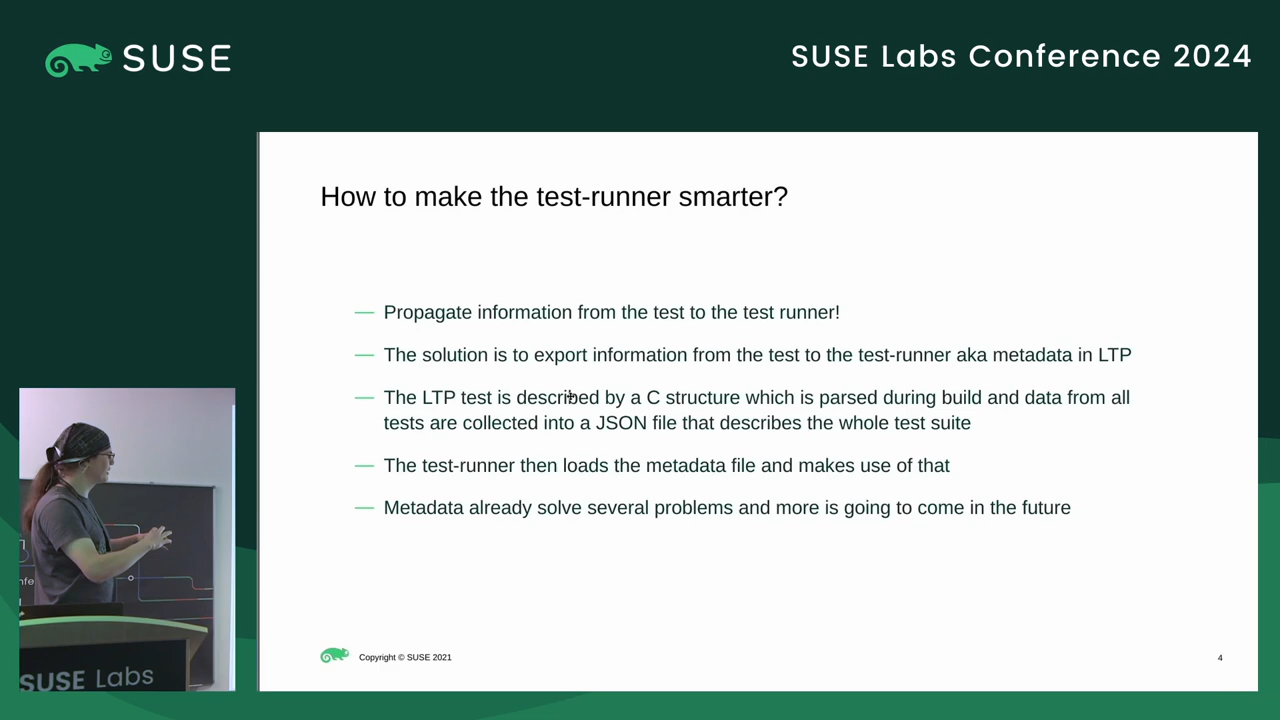 SUSE
SUSE Labs Conference 2024
How to make the test-runner smarter?
— Propagate information from the test to the test runner!
— The solution is to export information from the test to the test-runner aka metadata in LTP
— The LTP test is described by a C structure which is parsed during build and data from all
tests are collected into a JSON file that describes the whole test suite
— The test-runner then loads the metadata file and makes use of that
— Metadata already solve several problems and more is going to come in the future
Copyright © SUSE 2021
4
SUSE Labs